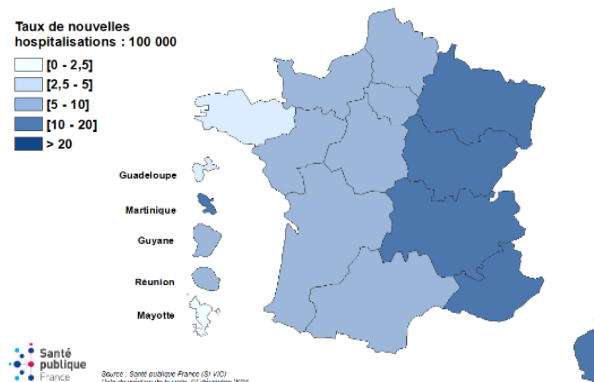 Taux de nouvelles
hospitalisations : 100 000
[0 - 2,5]
[2,5 - 5]
[5 - 10]
[10 - 20]
> 20
Guadeloupe
Martinique
Guyane
Réunion
Mayotte
Santé
publique
France
Source : Santé publique France (SI-VIC)